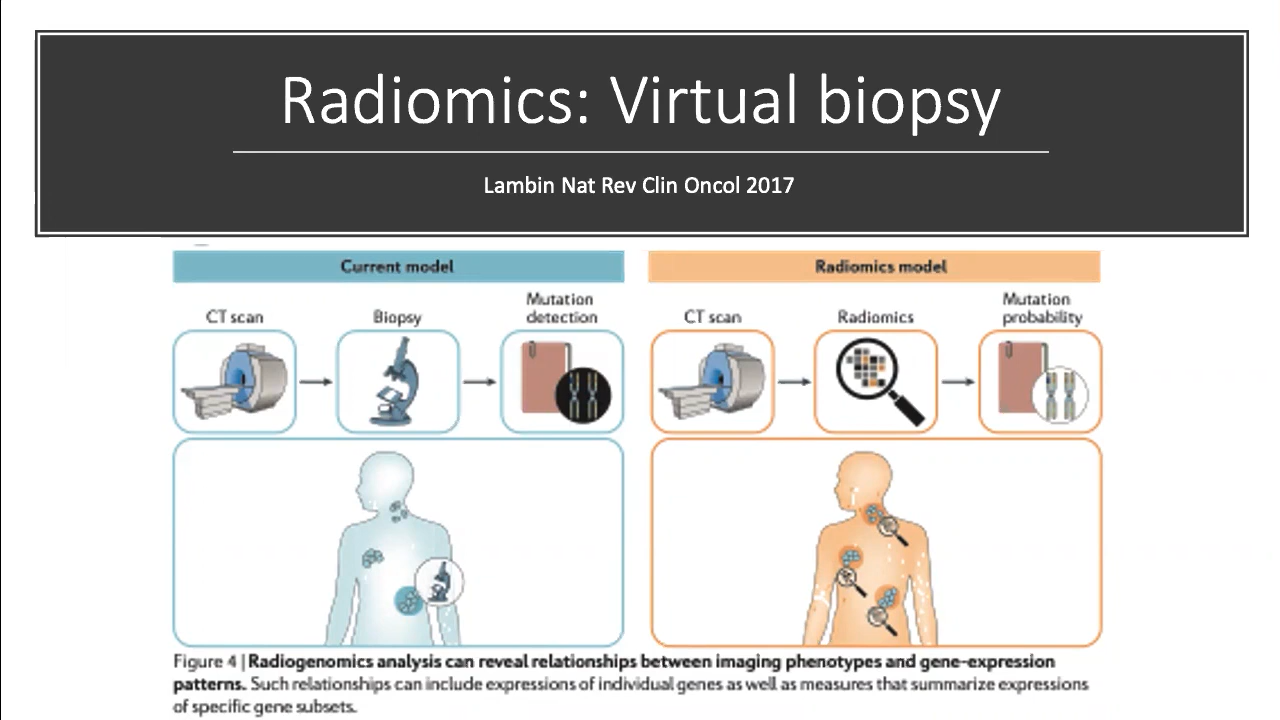 Radiomics: Virtual biopsy
Lambin Nat Rev Clin Oncol 2017
Current model
CT scan
Biopsy
Mutation
detection
Radiomics model
CT scan
Radiomics
Mutation
probability
Figure 4 | Radiogenomics analysis can reveal relationships between imaging phenotypes and gene-expression
patterns. Such relationships can include expressions of individual genes as well as measures that summarize expressions
of specific gene subsets.